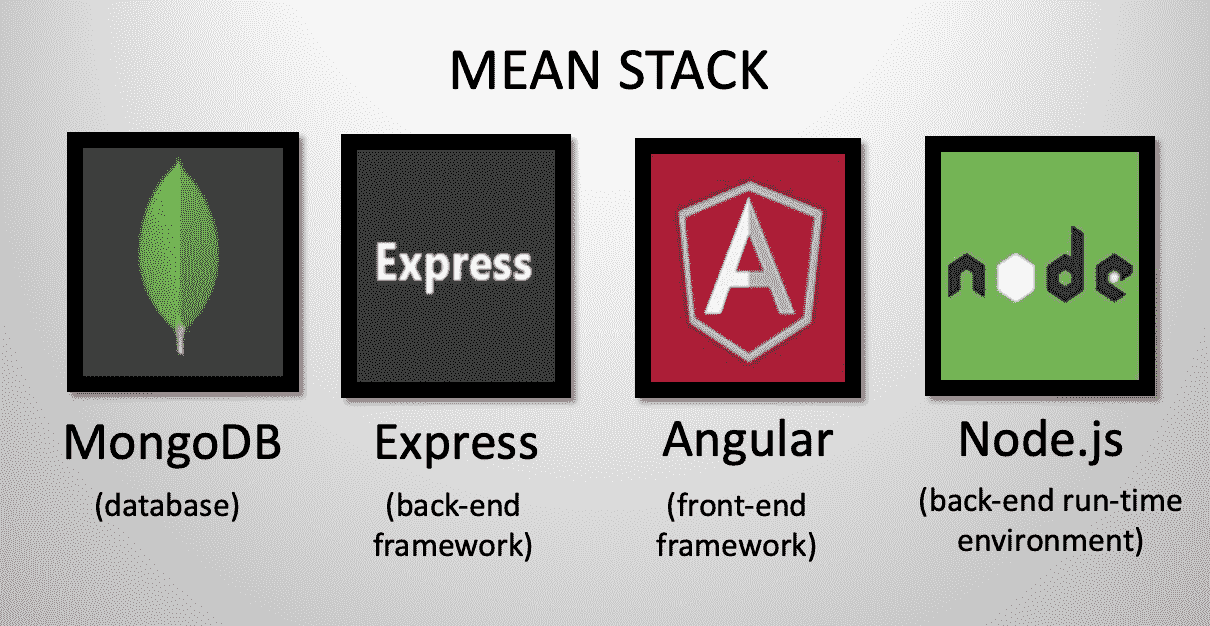 MEAN STACK
Express
node
MongoDB
(database)
Express
(back-end
framework)
Angular
(front-end
framework)
Node.js
(back-end run-time
environment)